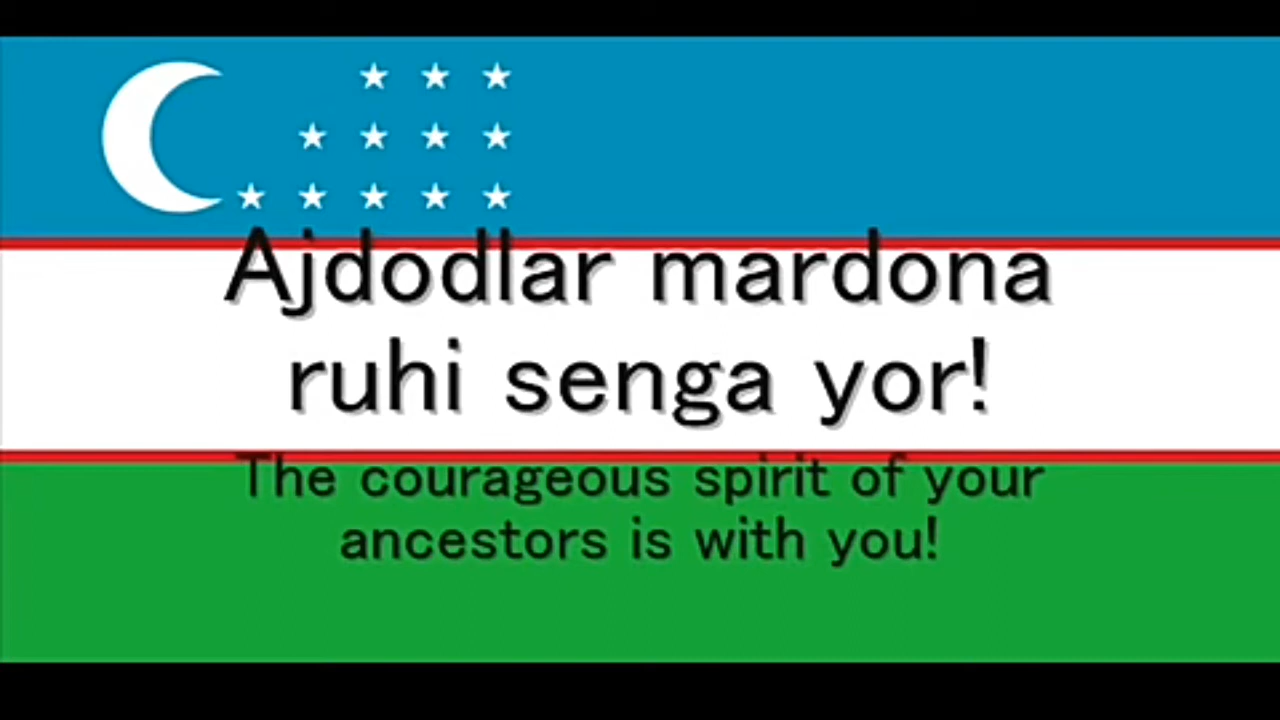 Ajdodlar mardona
ruhi senga yor!
The courageous spirit of your
ancestors is with you!